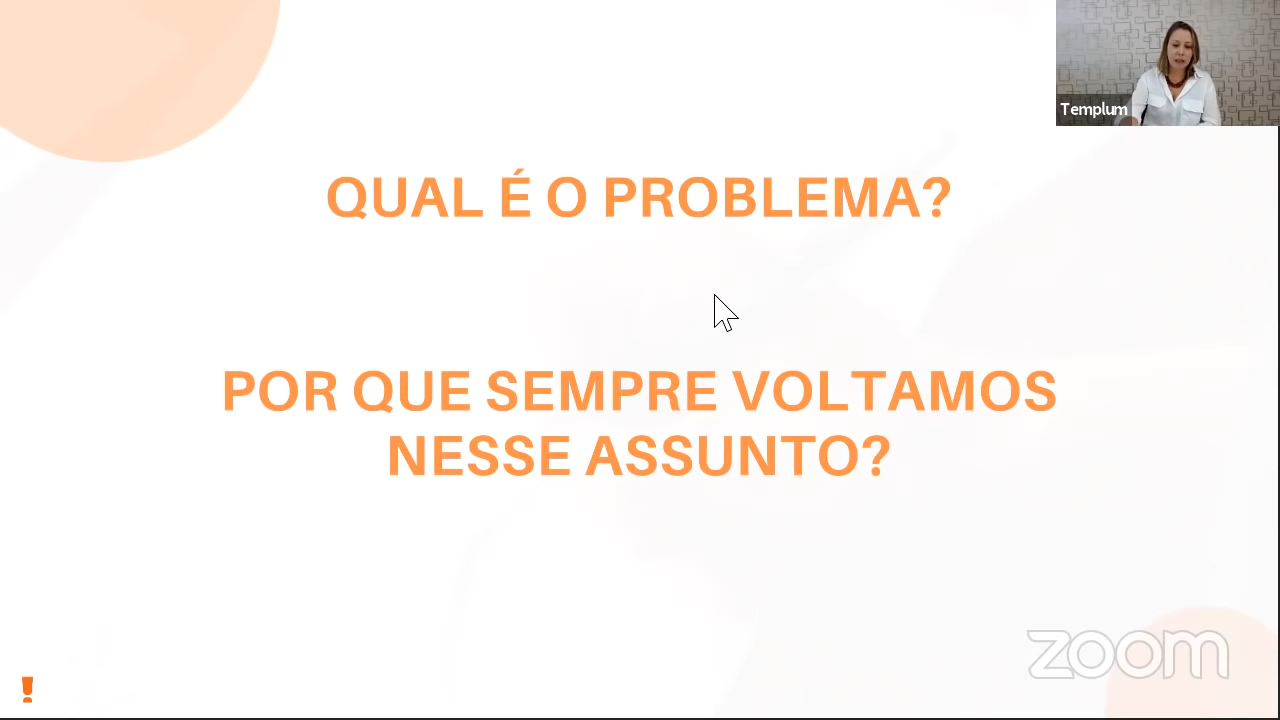 Templum
QUAL É O PROBLEMA?
POR QUE SEMPRE VOLTAMOS
NESSE ASSUNTO?
zoom
!